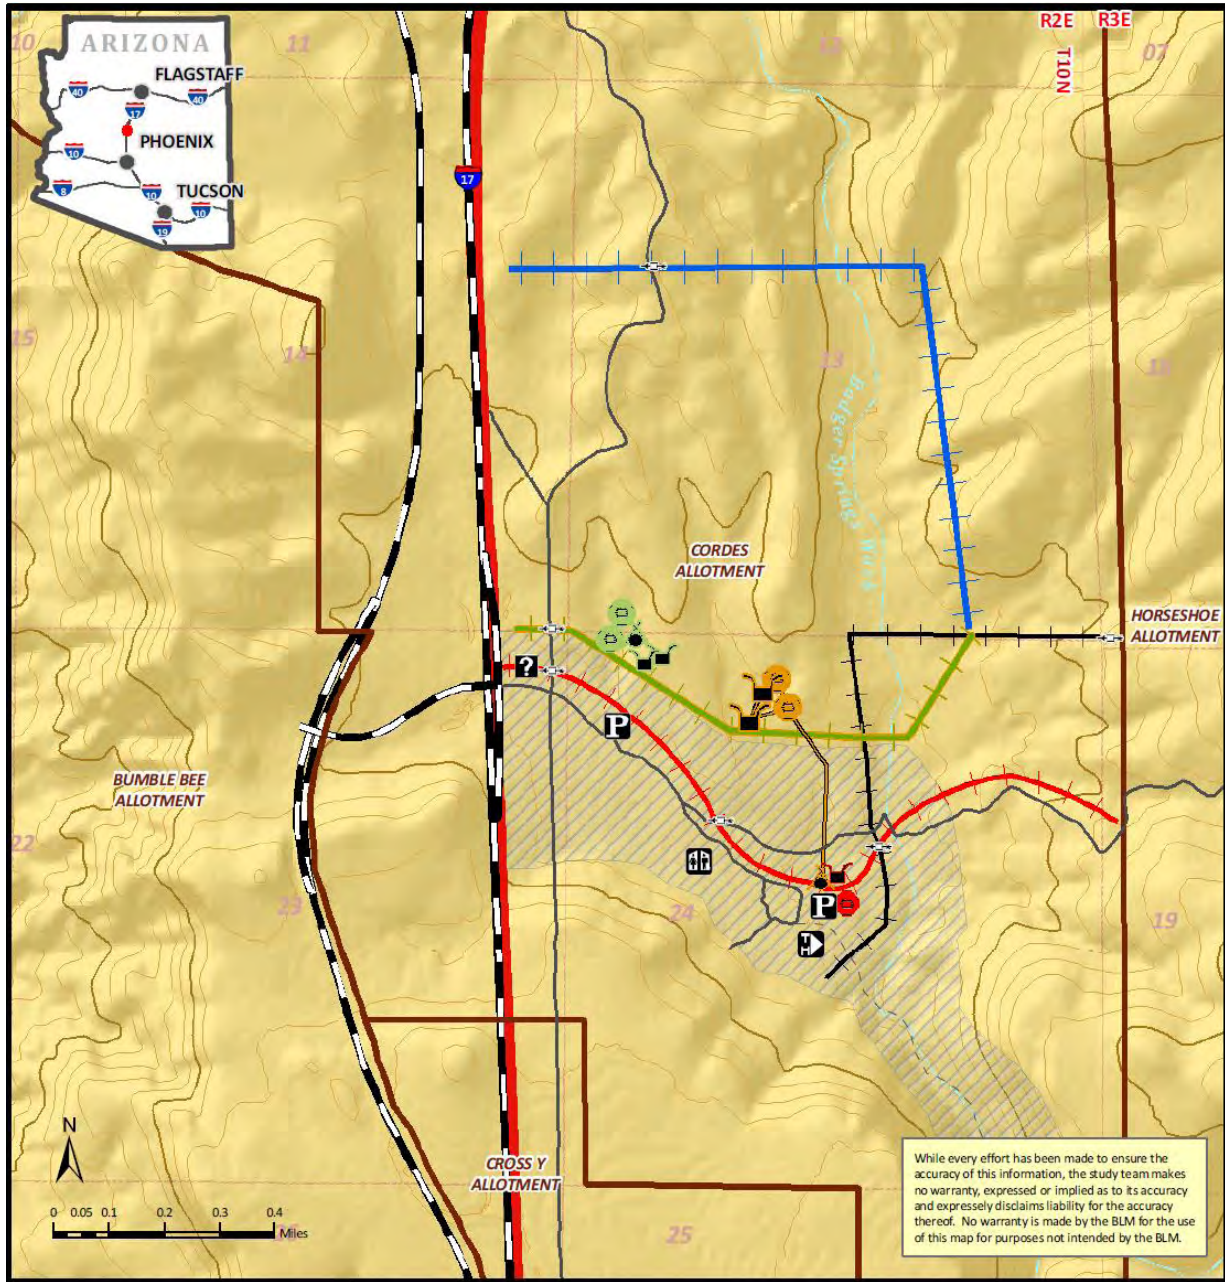 R2E R3E
T10N
10
11
12
07
ARIZONA
FLAGSTAFF
40
40
17
PHOENIX
10
10
8
TUCSON
10
19
17
15
14
13
18
Badger Springs Wash
CORDES
ALLOTMENT
HORSESHOE
ALLOTMENT
?
P
BUMBLE BEE
ALLOTMENT
22
23
24
19
P
TH
N
CROSS Y
ALLOTMENT
0 0.05 0.1 0.2 0.3 0.4
Miles
26
25
While every effort has been made to ensure the
accuracy of this information, the study team makes
no warranty, expressed or implied as to its accuracy
and expressely disclaims liability for the accuracy
thereof. No warranty is made by the BLM for the use
of this map for purposes not intended by the BLM.